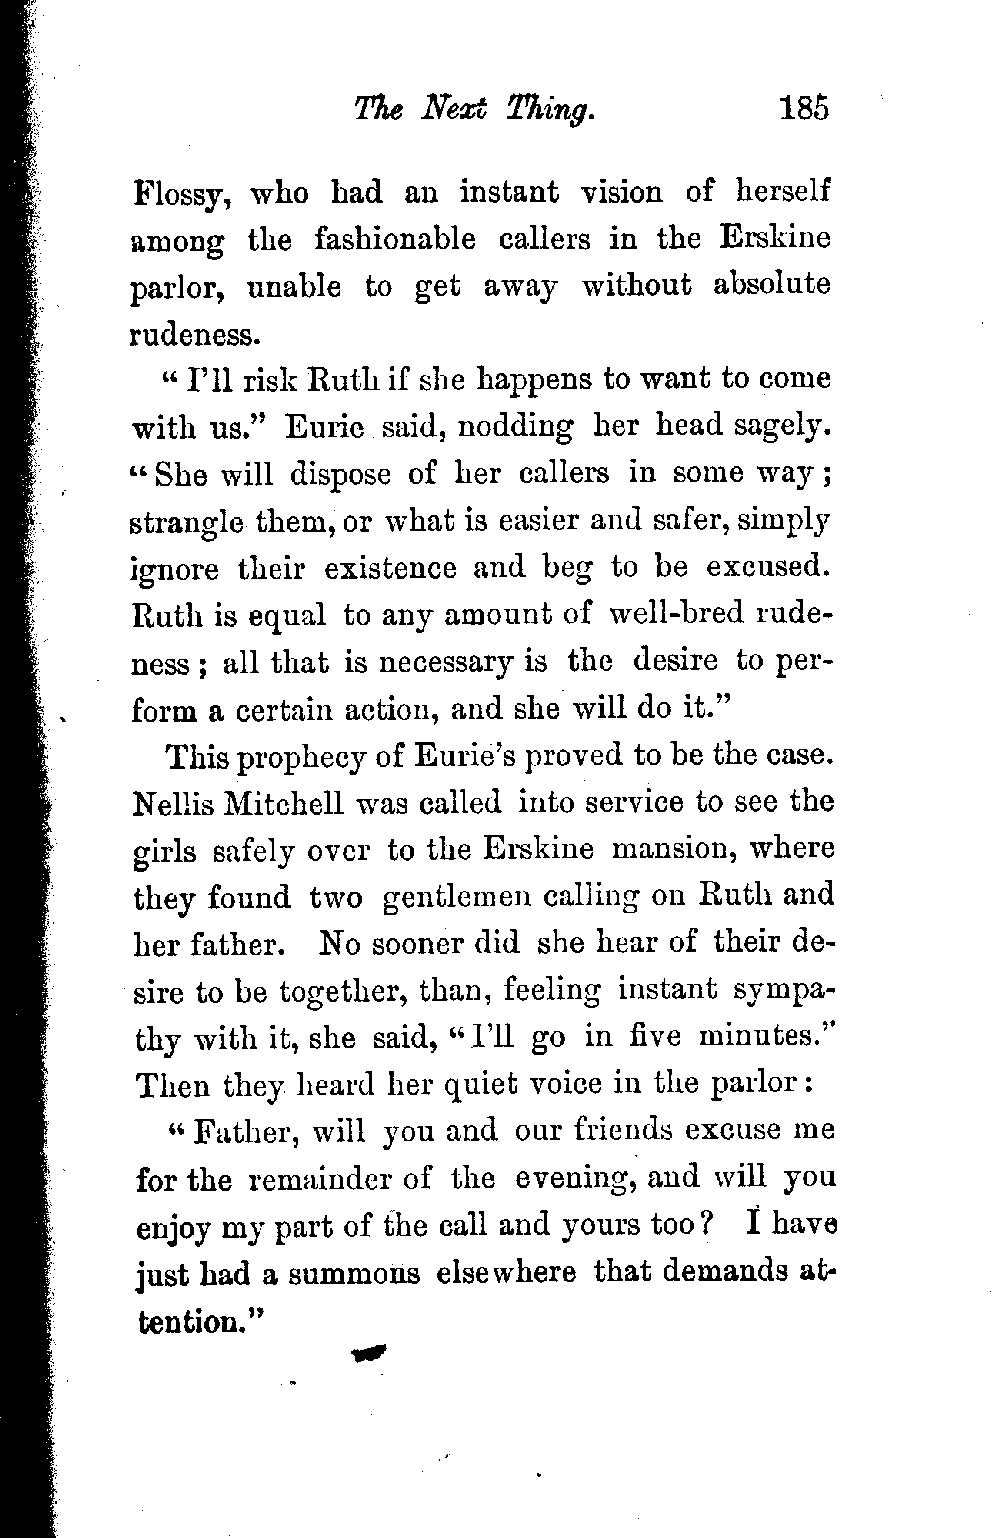 The Next Thing. 185
Flossy, who had an instant vision of herself
among the fashionable callers in the Erskine
parlor, unable to get away without absolute
rudeness.
“I’ll risk Ruth if she happens to want to come
with us.” Eurie said, nodding her head sagely.
“She will dispose of her callers in some way;
strangle them, or what is easier and safer, simply
ignore their existence and beg to be excused.
Ruth is equal to any amount of well-bred rude-
ness; all that is necessary is the desire to per-
form a certain action, and she will do it.”
This prophecy of Eurie’s proved to be the case.
Nellis Mitchell was called into service to see the
girls safely over to the Erskine mansion, where
they found two gentlemen calling on Ruth and
her father. No sooner did she hear of their de-
sire to be together, than, feeling instant sympa-
thy with it, she said, “I’ll go in five minutes.”
Then they heard her quiet voice in the parlor:
“Father, will you and our friends excuse me
for the remainder of the evening, and will you
enjoy my part of the call and yours too? I have
just had a summons elsewhere that demands at-
tention.”